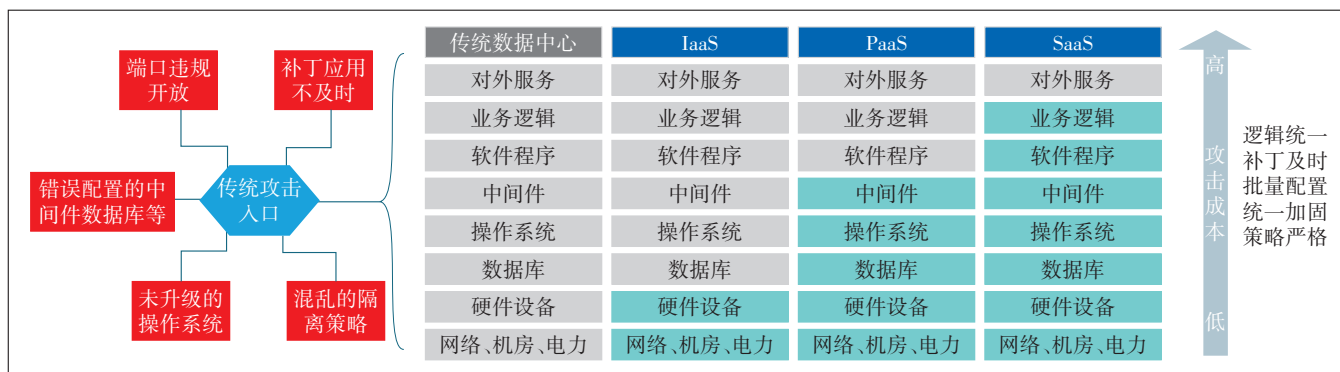 端口违规
开放
补丁应用
不及时
错误配置的中
间件数据库等
传统攻击
入口
未升级的
操作系统
混乱的隔
离策略
传统数据中心 IaaS PaaS SaaS
对外服务 对外服务 对外服务 对外服务
业务逻辑 业务逻辑 业务逻辑 业务逻辑
软件程序 软件程序 软件程序 软件程序
中间件 中间件 中间件 中间件
操作系统 操作系统 操作系统 操作系统
数据库 数据库 数据库 数据库
硬件设备 硬件设备 硬件设备 硬件设备
网络、机房、电力 网络、机房、电力 网络、机房、电力 网络、机房、电力
高
攻击成本
低
逻辑统一
补丁及时
批量配置
统一加固
策略严格